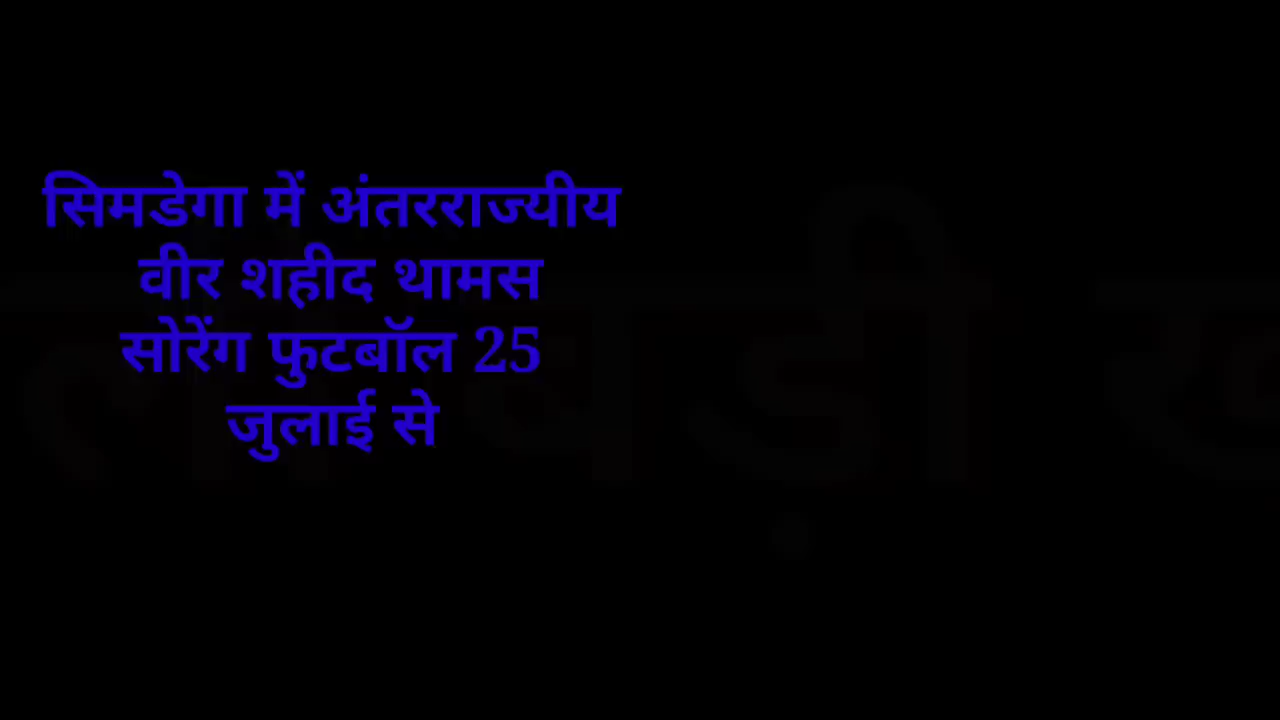 सिमडेगा में अंतरराज्यीय
वीर शहीद थामस
सोरेंग फुटबॉल 25
जुलाई से